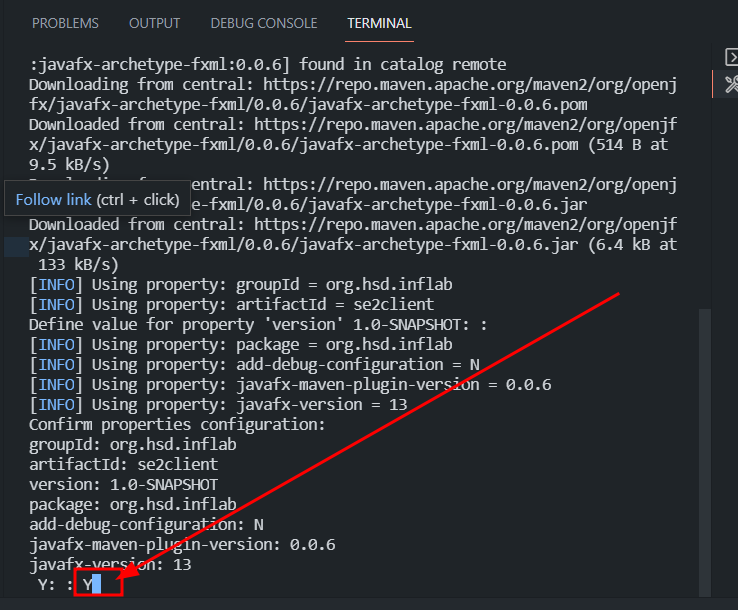 PROBLEMS OUTPUT DEBUG CONSOLE TERMINAL
:javafx-archetype-fxml:0.0.6] found in catalog remote
Downloading from central: https://repo.maven.apache.org/maven2/org/openj
fx/javafx-archetype-fxml/0.0.6/javafx-archetype-fxml-0.0.6.pom
Downloaded from central: https://repo.maven.apache.org/maven2/org/openjf
x/javafx-archetype-fxml/0.0.6/javafx-archetype-fxml-0.0.6.pom (514 B at
9.5 kB/s)
entral: https://repo.maven.apache.org/maven2/org/openj
Follow link (ctrl + click)
e-fxml/0.0.6/javafx-archetype-fxml-0.0.6.jar
Downloaded from central: https://repo.maven.apache.org/maven2/org/openjf
x/javafx-archetype-fxml/0.0.6/javafx-archetype-fxml-0.0.6.jar (6.4 kB at
133 kB/s)
[INFO] Using property: groupId = org.hsd.inflab
[INFO] Using property: artifactId = se2client
Define value for property 'version' 1.0-SNAPSHOT: :
[INFO] Using property: package = org.hsd.inflab
[INFO] Using property: add-debug-configuration = N
[INFO] Using property: javafx-maven-plugin-version = 0.0.6
[INFO] Using property: javafx-version = 13
Confirm properties configuration:
groupId: org.hsd.inflab
artifactId: se2client
version: 1.0-SNAPSHOT
package: org.hsd.inflab
add-debug-configuration: N
javafx-maven-plugin-version: 0.0.6
javafx-version: 13
Y: : Y